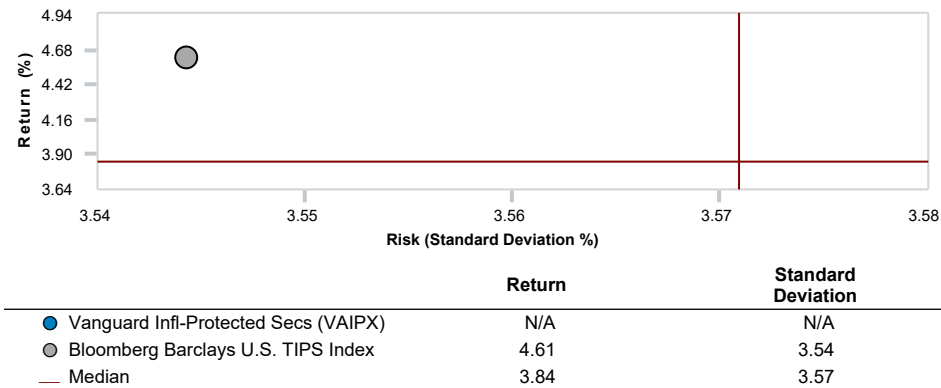 4.94
4.68
4.42
4.16
3.90
3.64
Return (%)
3.54 3.55 3.56 3.57 3.58
Risk (Standard Deviation %)
Return Standard Deviation
Vanguard Infl-Protected Secs (VAIPX) N/A N/A
Bloomberg Barclays U.S. TIPS Index 4.61 3.54
Median 3.84 3.57